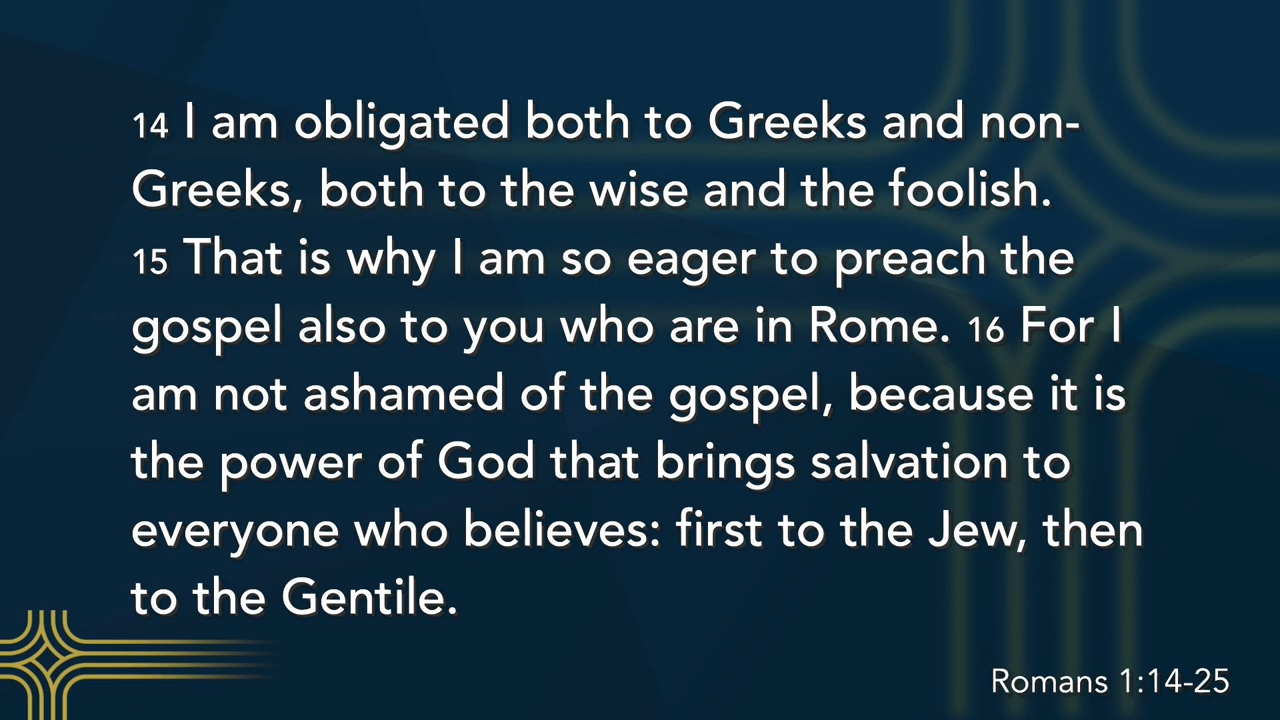 14 I am obligated both to Greeks and non-
Greeks, both to the wise and the foolish.
15 That is why I am so eager to preach the
gospel also to you who are in Rome. 16 For I
am not ashamed of the gospel, because it is
the power of God that brings salvation to
everyone who believes: first to the Jew, then
to the Gentile.
Romans 1:14-25